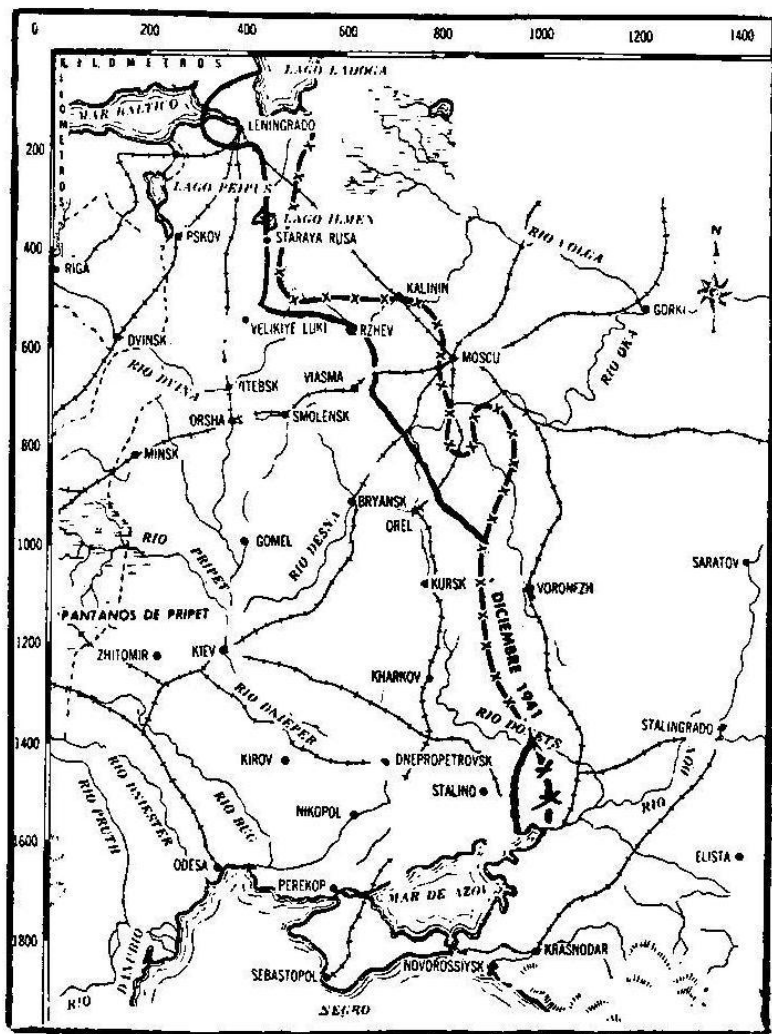 0 200 400 600 800 1000 1200 1400
KILOMETROS
KILOMETROS
LAGO LADOGA
MAR BALTICO
LENINGRADO
200
LAGO PEIPUS
LAGO ILMEN
PSKOV
STARAYA RUSA
RIO VOLGA
N
400
RIGA
KALININ
GORKI
VELIKIYE LUKI
RZHEV
DVINSK
600
MOSCU
RIO OKA
RIO DVINA
VITEBSK
VIASMA
ORSHA
SMOLENSK
800
MINSK
BRYANSK
OREL
RIO DESNA
1000
RIO PRIPET
GOMEL
SARATOV
KURSK
VORONEZH
PANTANOS DE PRIPET
DICIEMBRE 1941
1200
ZHITOMIR
KIEV
KHARKOV
RIO DNIEPER
RIO DONETS
STALINGRADO
1400
KIROV
DNEPROPETROVSK
RIO DON
RIO PRUTH
RIO DNIESTER
RIO BUG
STALINO
NIKOPOL
1600
ODESA
ELISTA
PEREKOP
MAR DE AZOV
1800
RIO DANUBIO
KRASNODAR
SEBASTOPOL
NOVOROSSIYSK
NEGRO